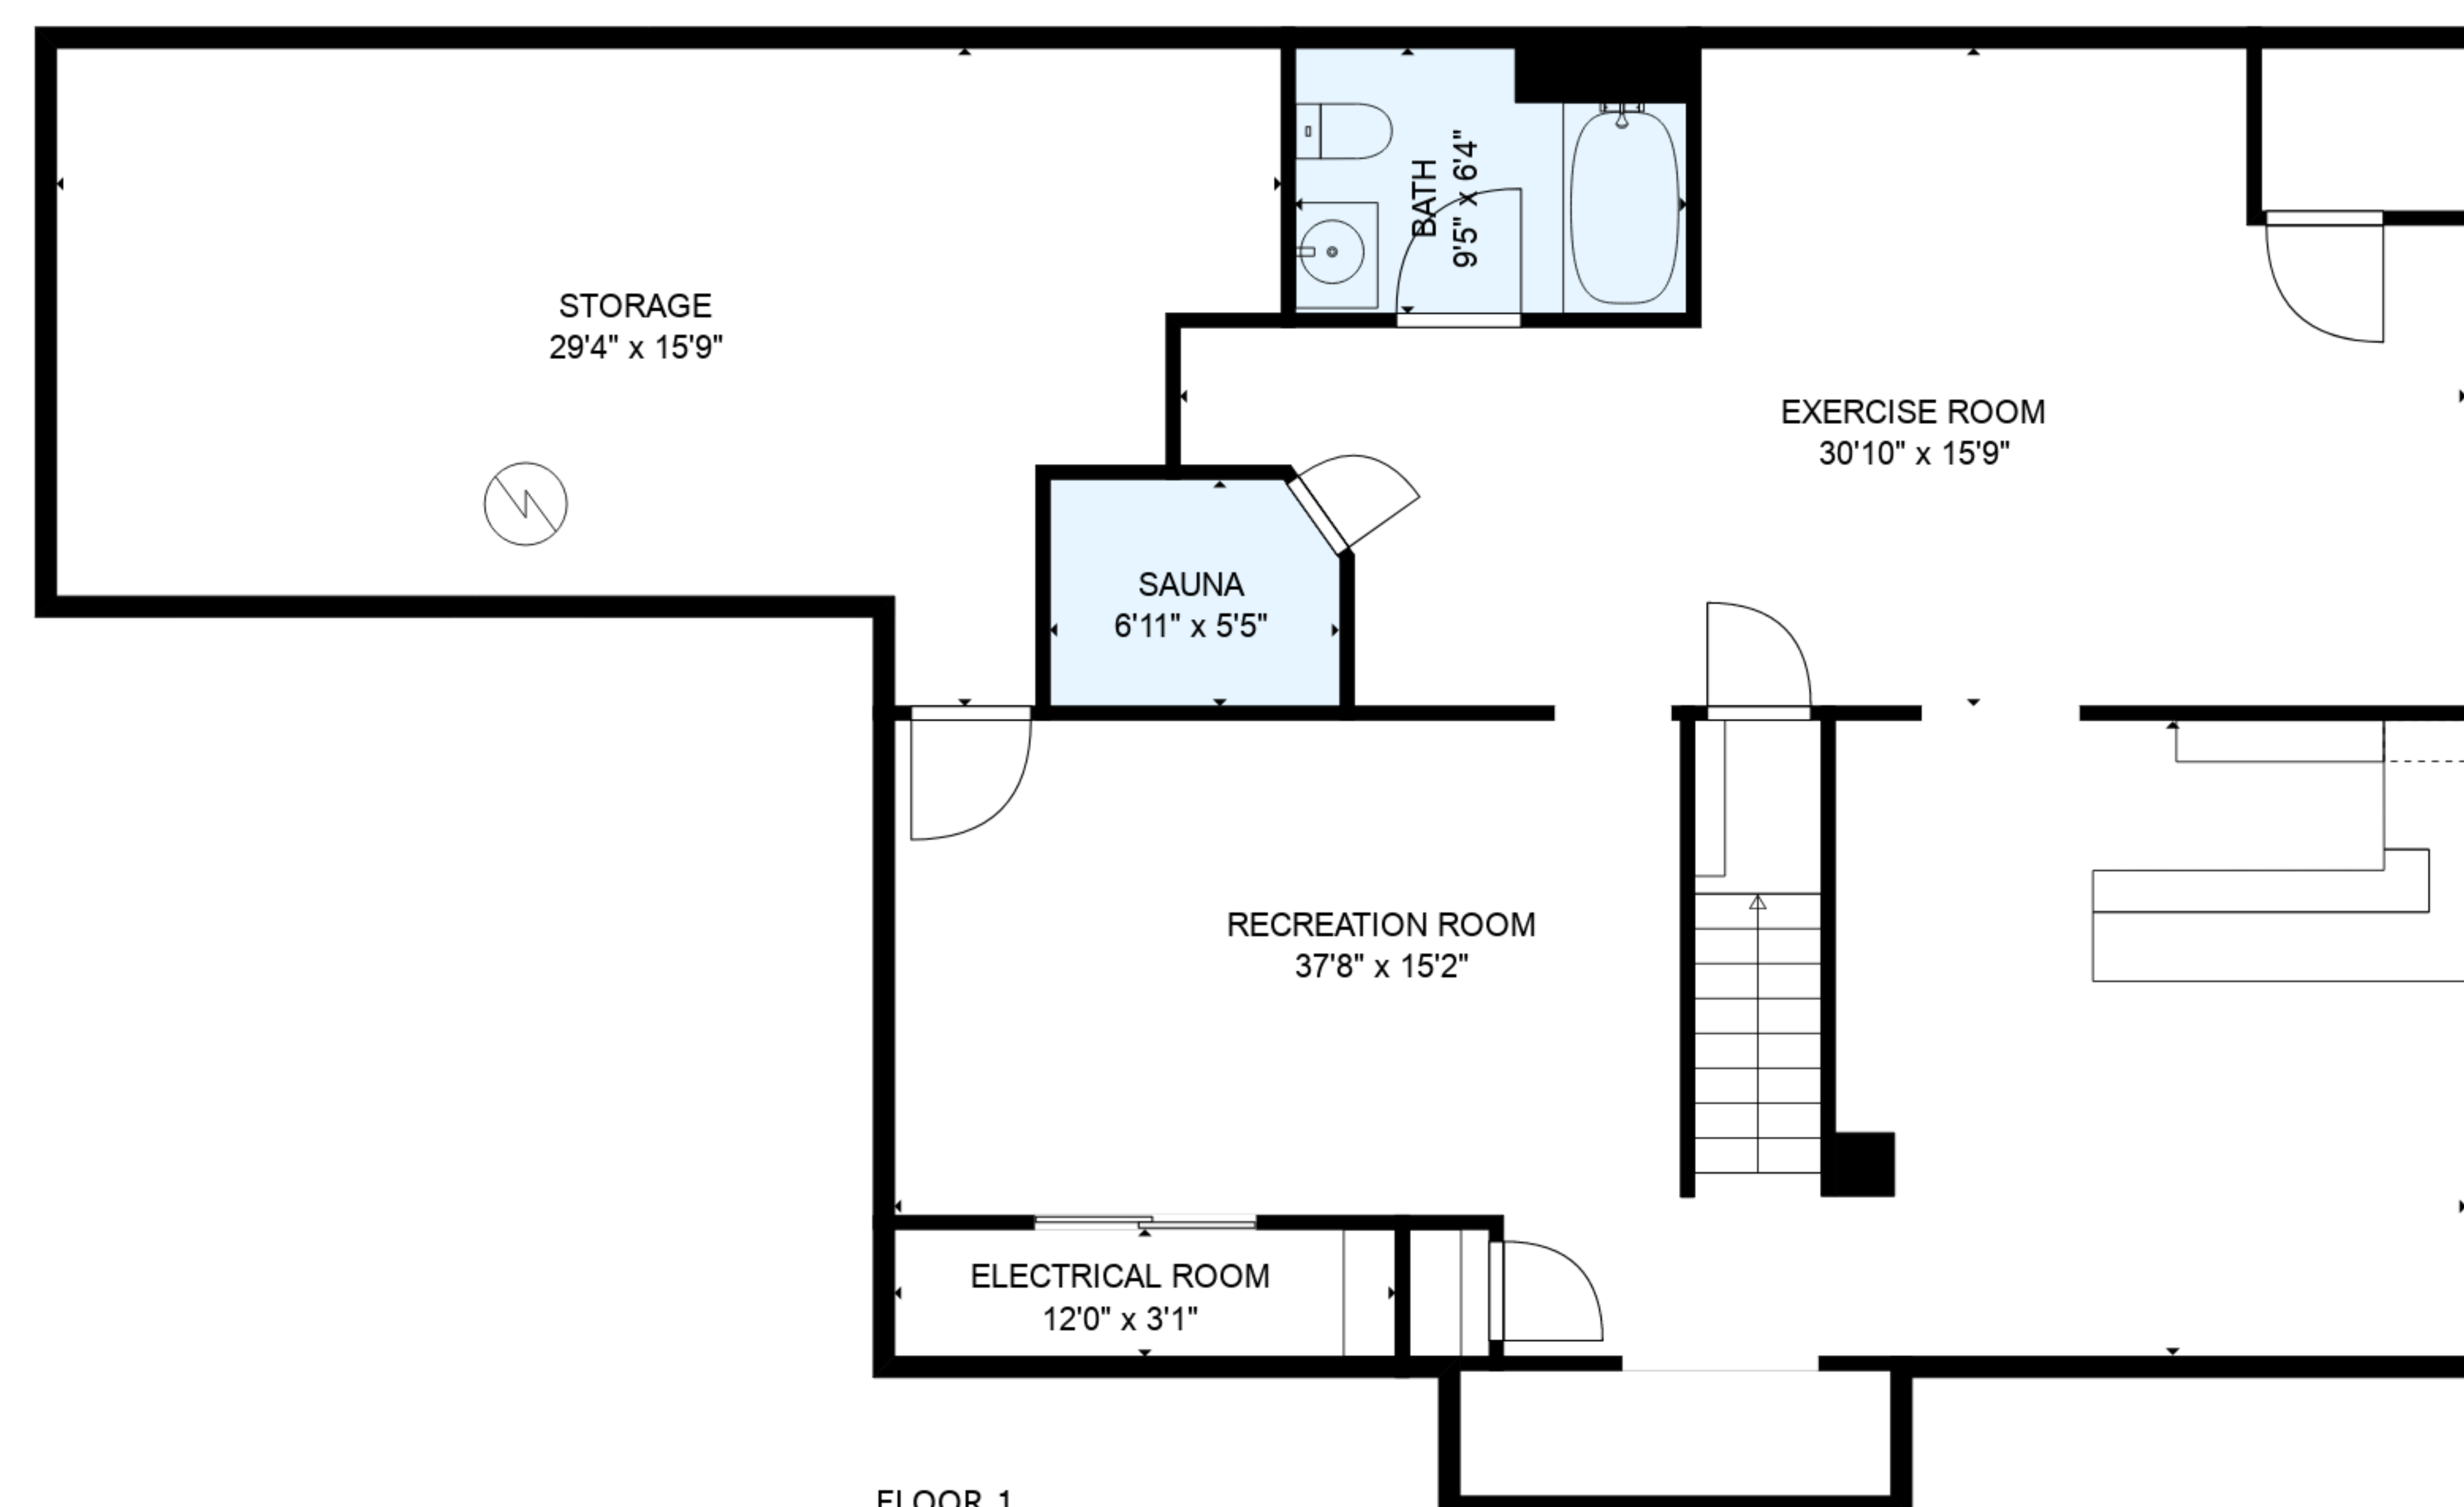 BATH
9'5" x 6'4"
STORAGE
29'4" x 15'9"
EXERCISE ROOM
30'10" x 15'9"
SAUNA
6'11" x 5'5"
RECREATION ROOM
37'8" x 15'2"
ELECTRICAL ROOM
12'0" x 3'1"
FLOOR 1